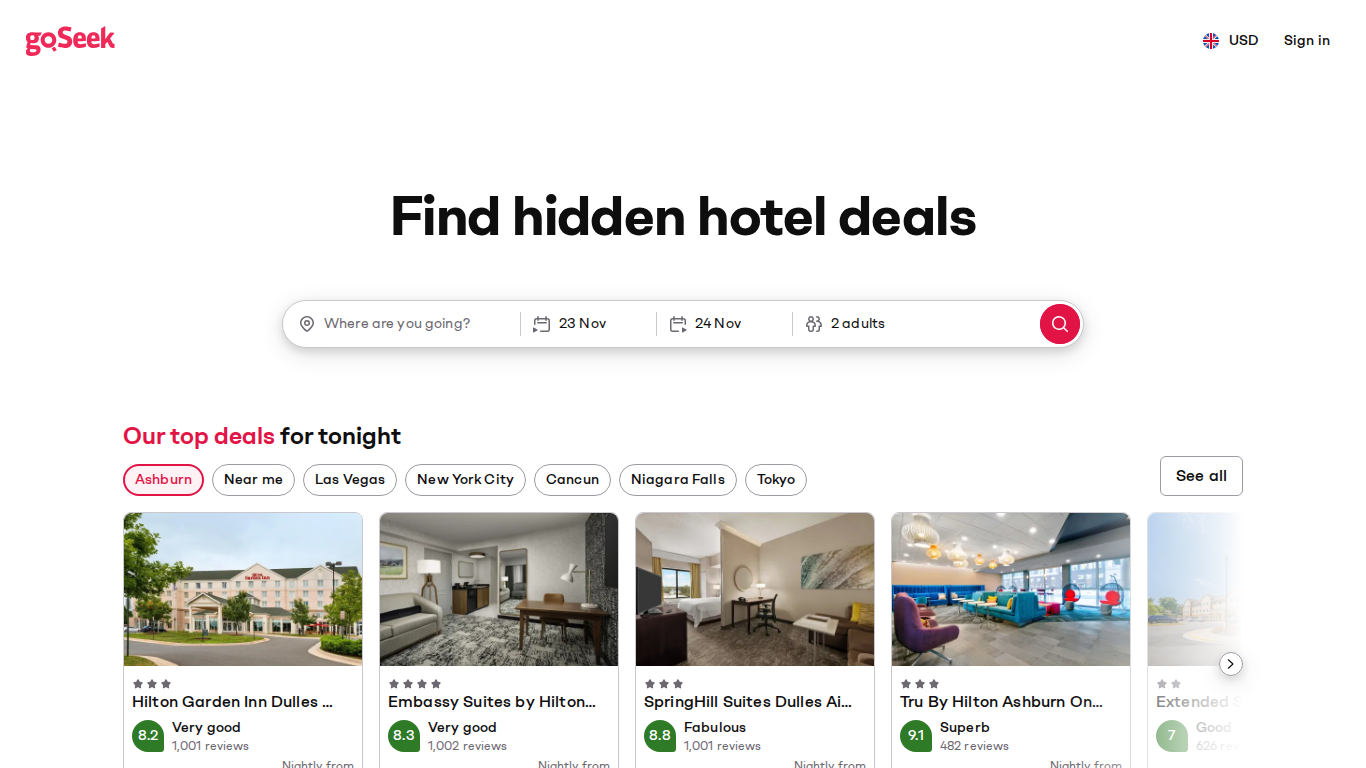 goSeek
USD
Sign in
Find hidden hotel deals
Where are you going?
23 Nov
24 Nov
2 adults
Our top deals for tonight
Ashburn
Near me
Las Vegas
New York City
Cancun
Niagara Falls
Tokyo
See all
Hilton Garden Inn Dulles ...
8.2
Very good
1,001 reviews
Nightly from
Embassy Suites by Hilton...
8.3
Very good
1,002 reviews
Nightly from
SpringHill Suites Dulles Ai...
8.8
Fabulous
1,001 reviews
Nightly from
Tru By Hilton Ashburn On...
9.1
Superb
482 reviews
Nightly from
Extended S
7
Good
626 re